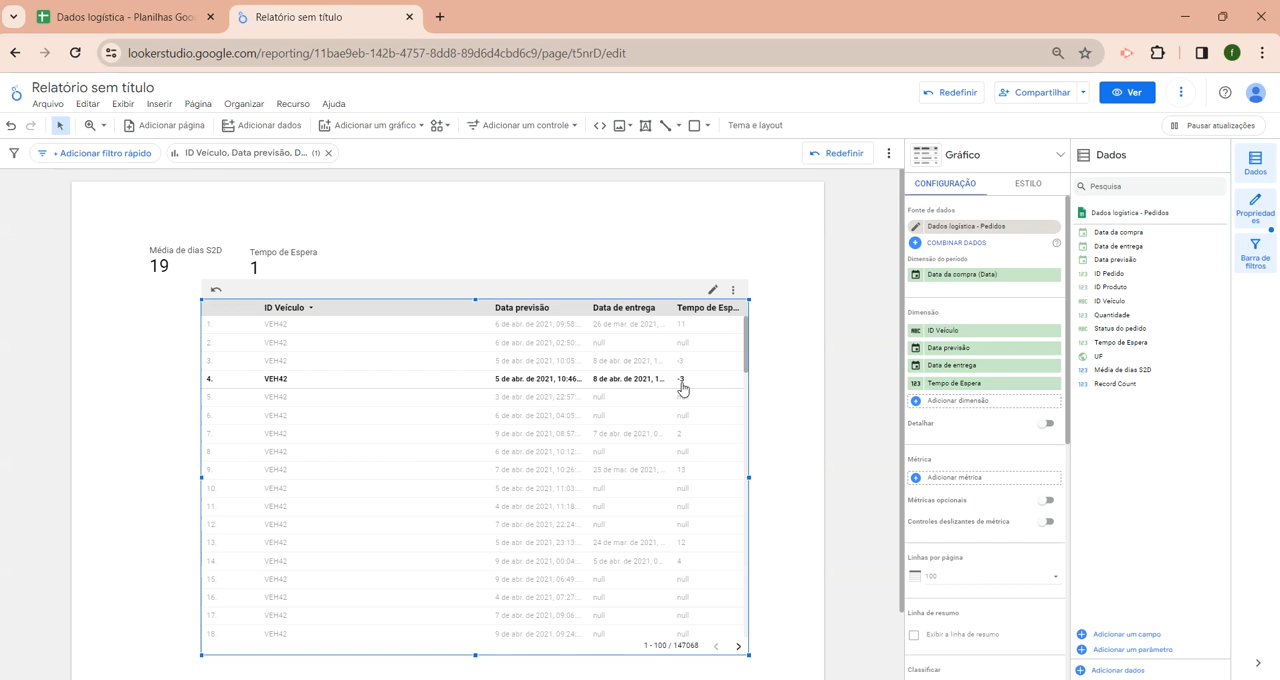 Dados logística - Planilhas Goo
Relatório sem título
lookerstudio.google.com/reporting/11bae9eb-142b-4757-8dd8-89d6d4cbd6c9/page/t5nrD/edit
f
Relatório sem título
Arquivo Editar Exibir Inserir Página Organizar Recurso Ajuda
Redefinir
Compartilhar
Ver
Adicionar página
Adicionar dados
Adicionar um gráfico
Adicionar um controle
Tema e layout
Pausar atualizações
+ Adicionar filtro rápido
ID Veículo, Data previsão, D... (1)
Redefinir
Média de dias S2D
19
Tempo de Espera
1
ID Veículo Data previsão Data de entrega Tempo de Esp...
1. VEH42 6 de abr. de 2021, 09:58:... 26 de mar. de 2021, ... 11
2. VEH42 6 de abr. de 2021, 02:50:... null null
3. VEH42 5 de abr. de 2021, 10:05:... 8 de abr. de 2021, 1... -3
4. VEH42 5 de abr. de 2021, 10:46... 8 de abr. de 2021, 1... -3
5. VEH42 3 de abr. de 2021, 22:57:... null
6. VEH42 6 de abr. de 2021, 04:05:... null null
7. VEH42 9 de abr. de 2021, 08:57:... 7 de abr. de 2021, 0... 2
8. VEH42 6 de abr. de 2021, 10:12:... null null
9. VEH42 7 de abr. de 2021, 10:26:... 25 de mar. de 2021, ... 13
10. VEH42 5 de abr. de 2021, 11:03:... null null
11. VEH42 4 de abr. de 2021, 11:18:... null null
12. VEH42 7 de abr. de 2021, 22:24:... null null
13. VEH42 5 de abr. de 2021, 23:13:... 24 de mar. de 2021, ... 12
14. VEH42 9 de abr. de 2021, 00:04:... 5 de abr. de 2021, 0... 4
15. VEH42 9 de abr. de 2021, 06:49:... null null
16. VEH42 4 de abr. de 2021, 07:27:... null null
17. VEH42 7 de abr. de 2021, 09:06:... null null
18 VEH42 9 de abr. de 2021, 09:24:... null null
1 - 100 / 147068
Gráfico
CONFIGURAÇÃO ESTILO
Fonte de dados
Dados logística - Pedidos
COMBINAR DADOS
Dimensão do período
Data da compra (Data)
Dimensão
ABC ID Veículo
Data previsão
Data de entrega
123 Tempo de Espera
Adicionar dimensão
Detalhar
Métrica
Adicionar métrica
Métricas opcionais
Controles deslizantes de métrica
Linhas por página
100
Linha de resumo
Exibir a linha de resumo
Classificar
Dados
Pesquisa
Dados logística - Pedidos
Data da compra
Data de entrega
Data previsão
123 ID Pedido
123 ID Produto
ABC ID Veículo
123 Quantidade
ABC Status do pedido
123 Tempo de Espera
UF
123 Média de dias S2D
123 Record Count
Adicionar um campo
Adicionar um parâmetro
Adicionar dados
Dados
Propriedad
es
Barra de
filtros